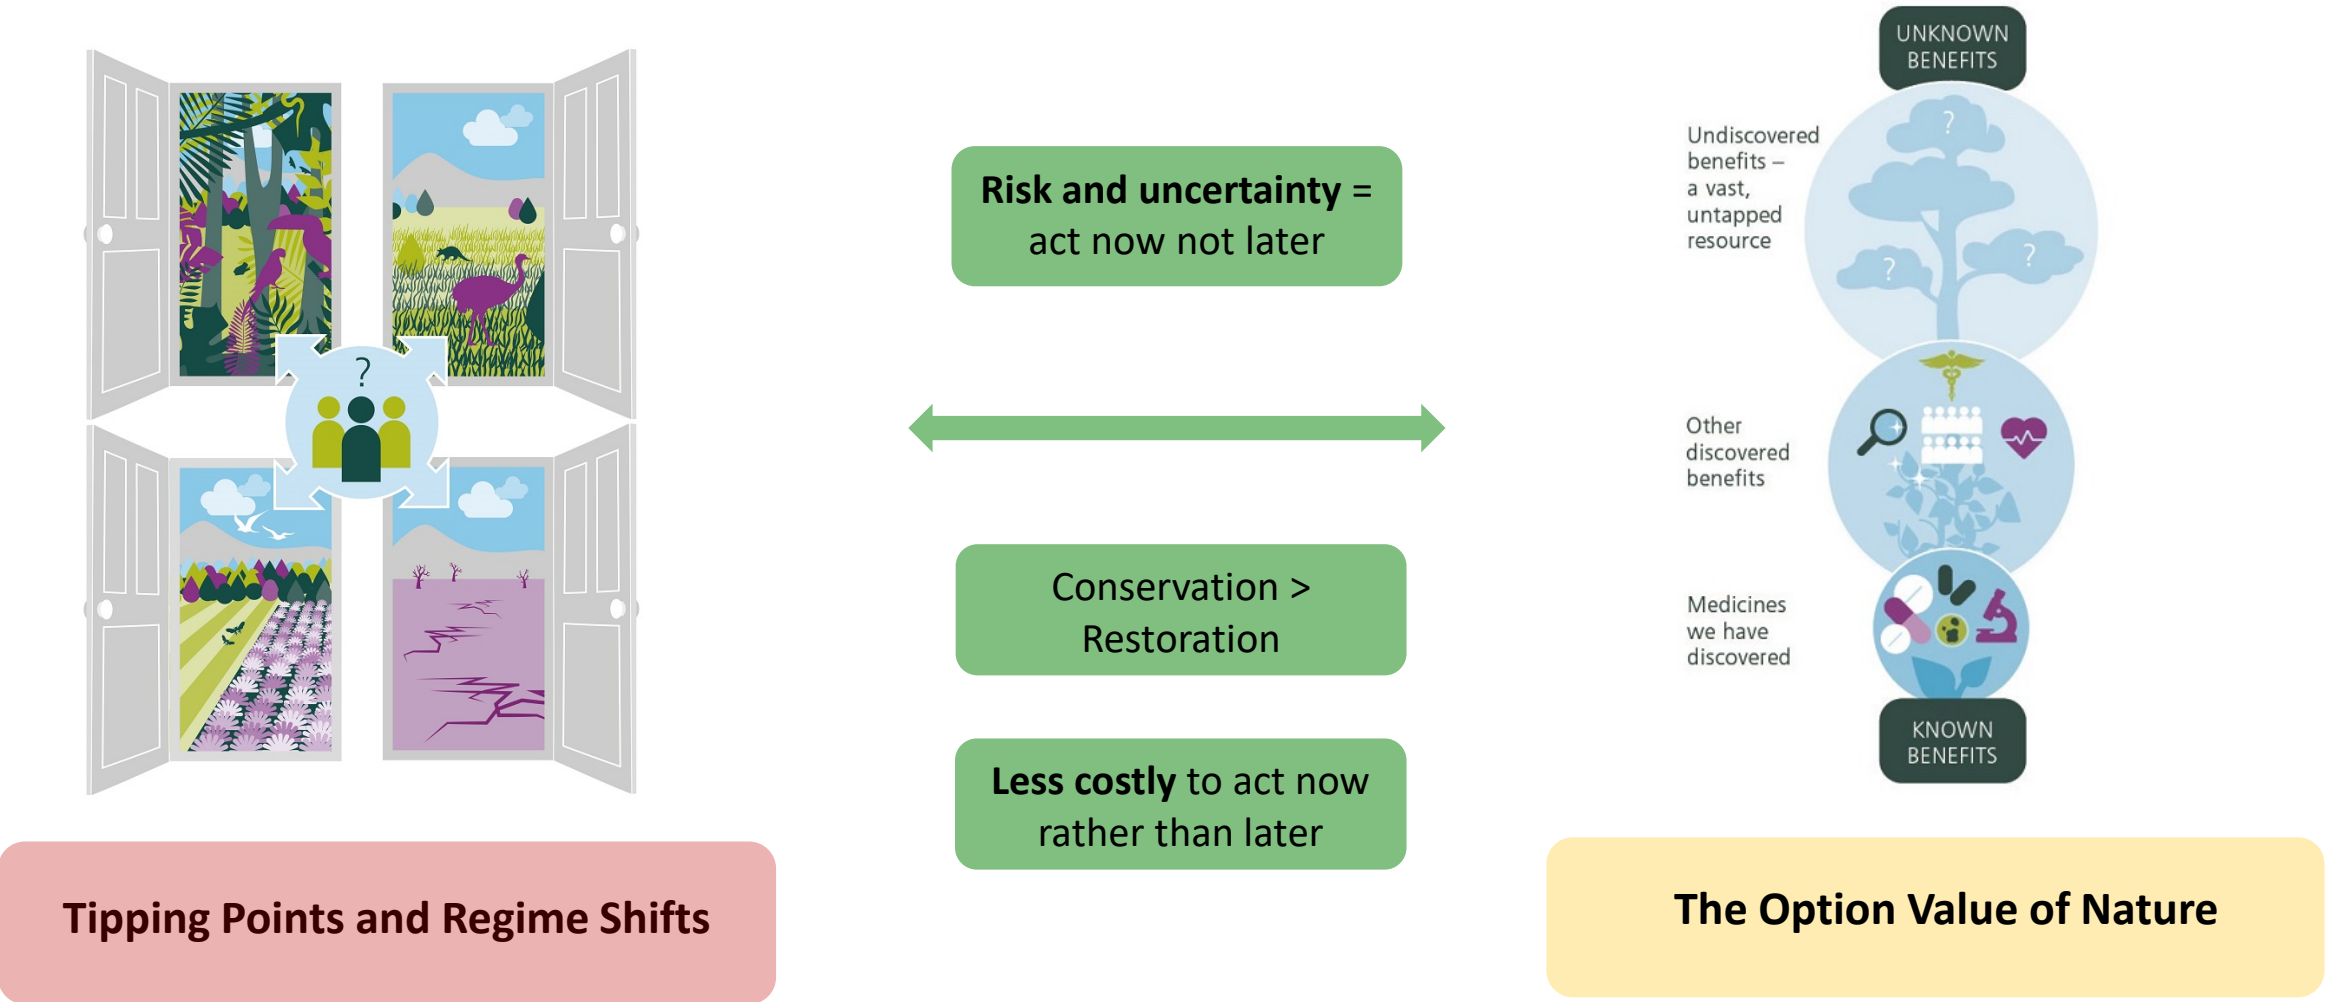 ?
Tipping Points and Regime Shifts
Risk and uncertainty =
act now not later
Conservation >
Restoration
Less costly to act now
rather than later
UNKNOWN
BENEFITS
Undiscovered
benefits –
a vast,
untapped
resource
?
?
?
Other
discovered
benefits
Medicines
we have
discovered
KNOWN
BENEFITS
The Option Value of Nature